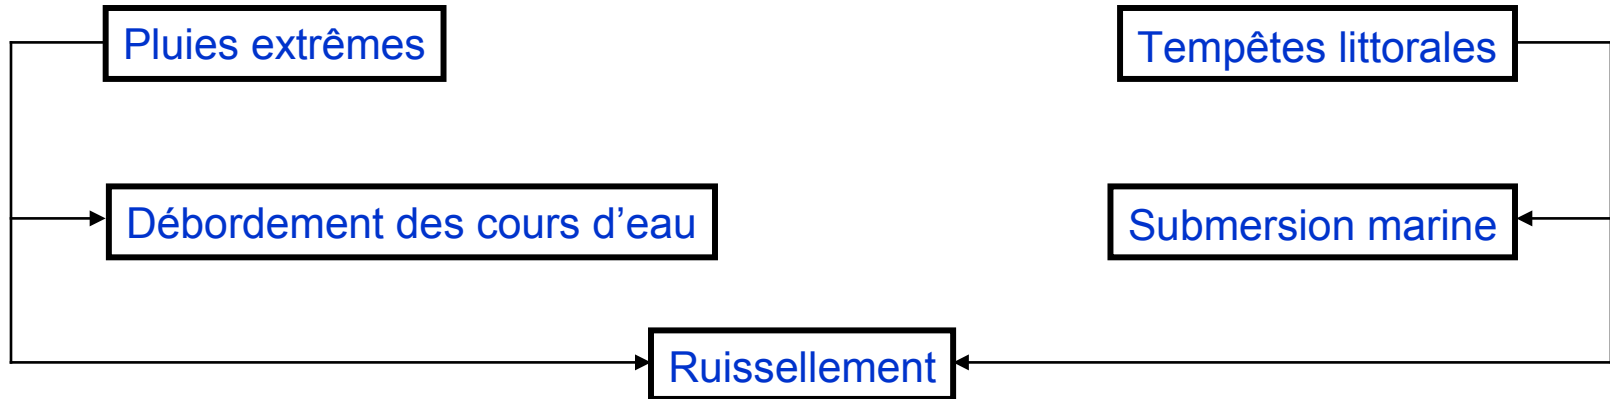 Pluies extrêmes
Tempêtes littorales
Débordement des cours d’eau
Submersion marine
Ruissellement